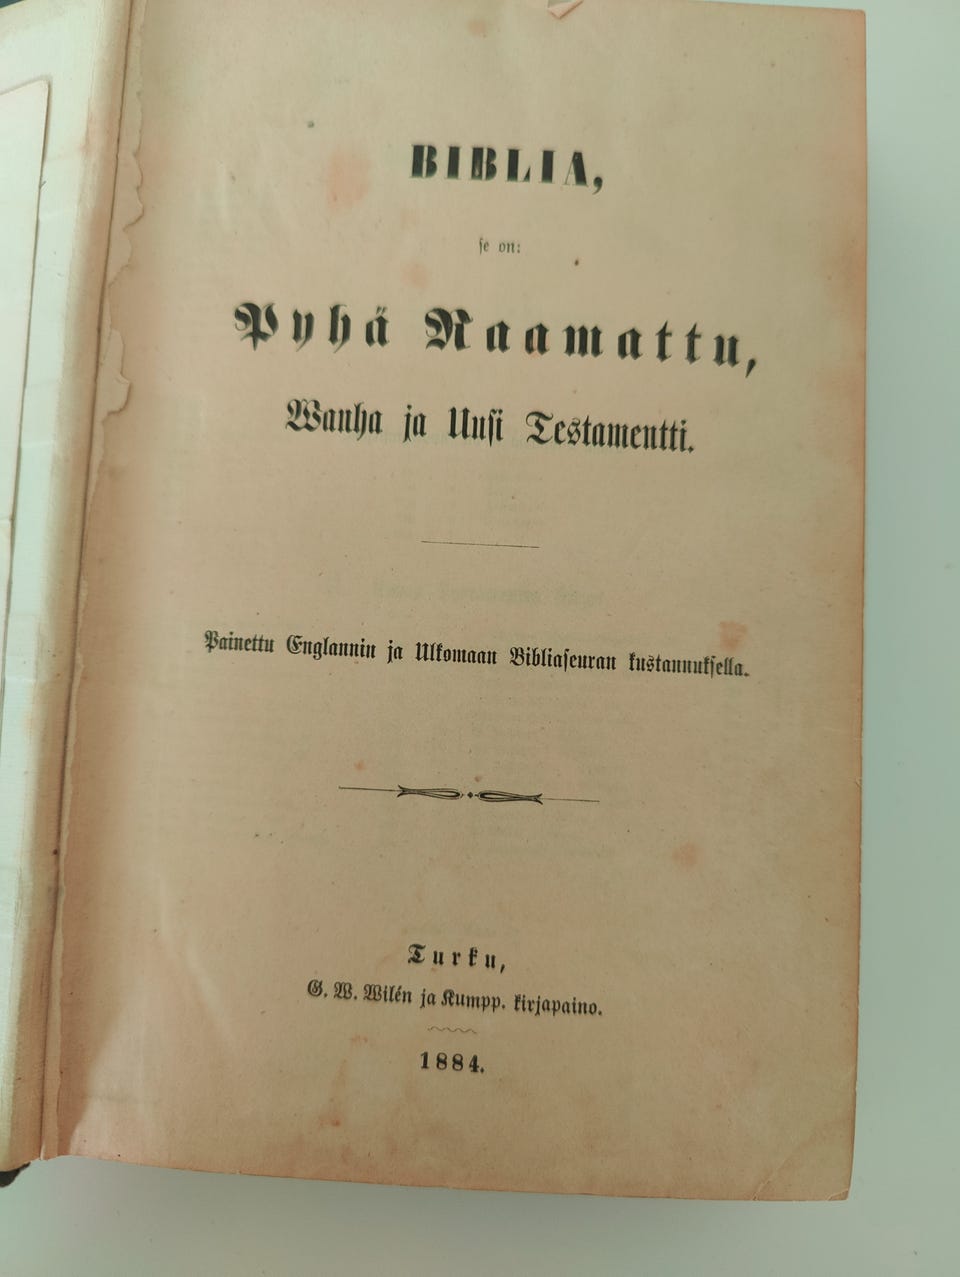 BIBLIA,
se on:
Pyhä Raamattu,
Wanha ja Uusi Testamentti.
Painettu Englannin ja Ulkomaan Bibliaseuran kustannuksella.
Turku,
G. W. Wilén ja Kumpp. kirjapaino.
1884.